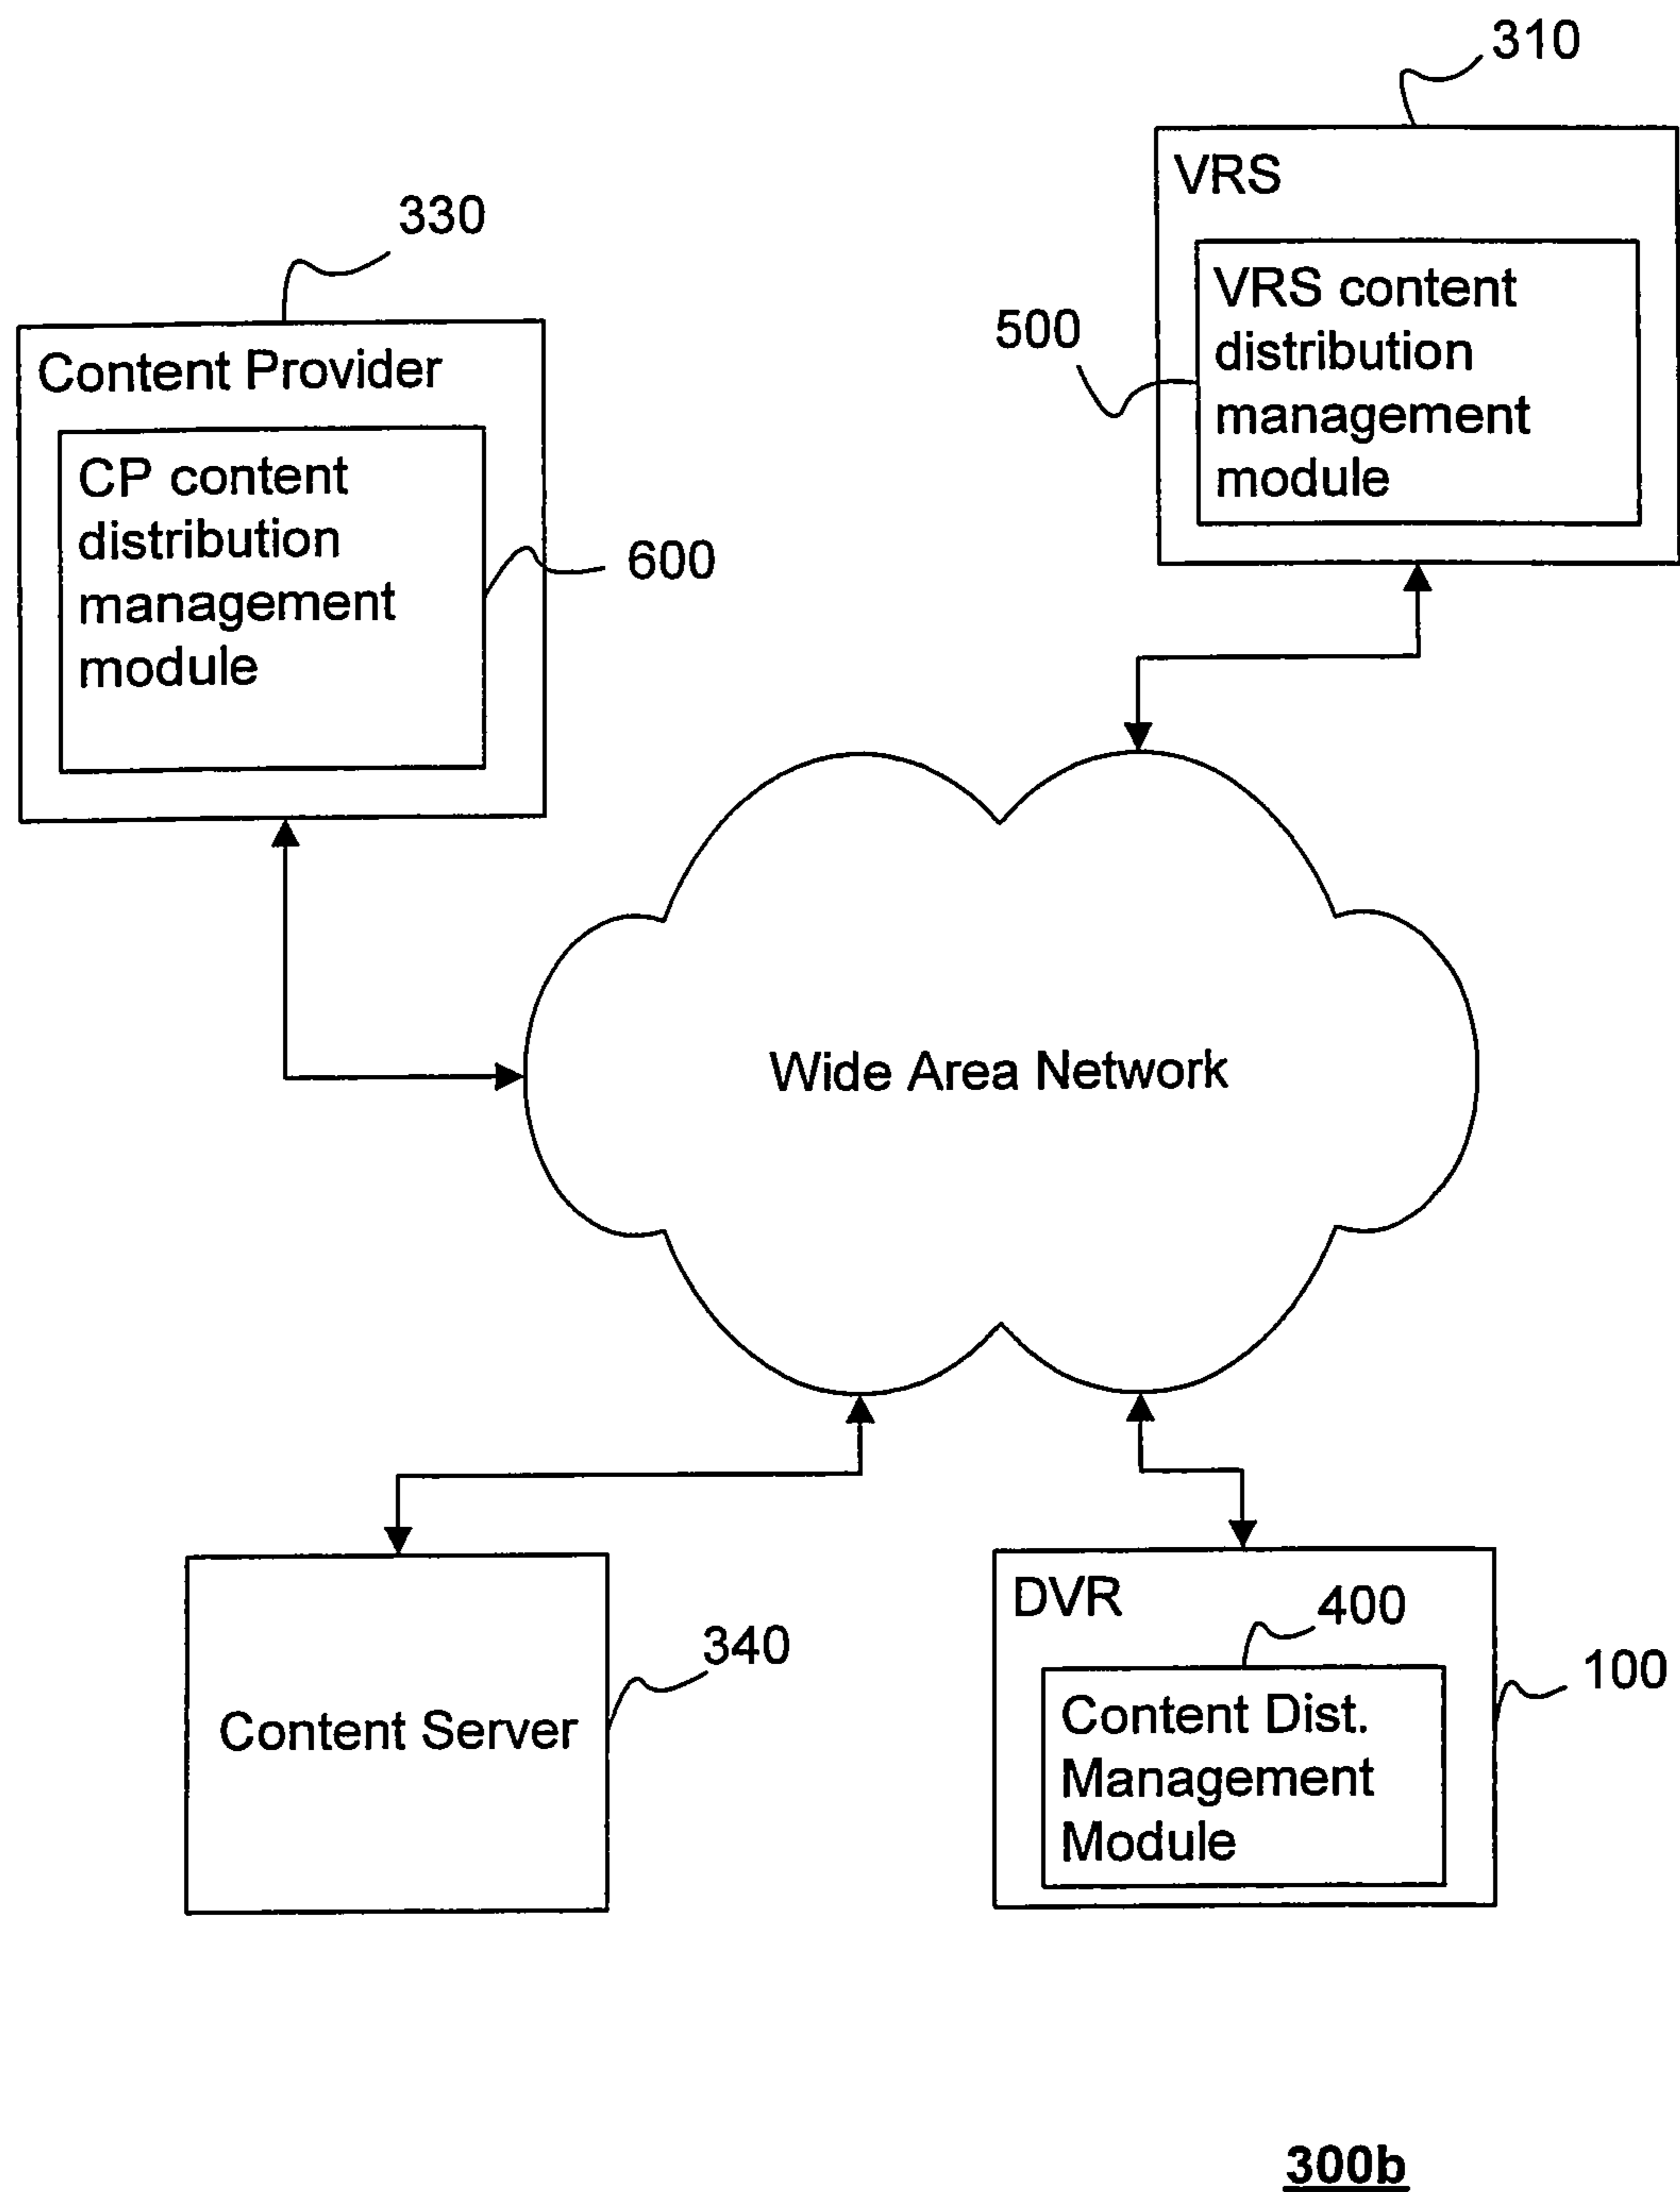 310
VRS
VRS content
distribution
management
module
500
330
Content Provider
CP content
distribution
management
module
600
Wide Area Network
Content Server
340
DVR
400
Content Dist.
Management
Module
100
300b